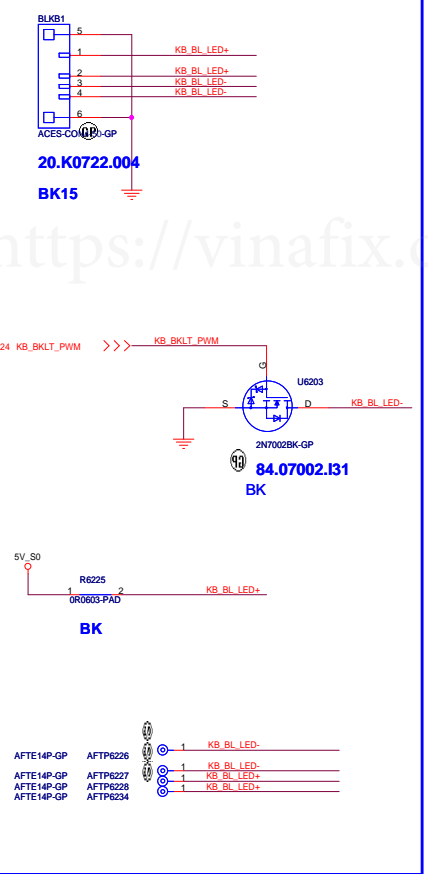 BLKB1
5
1 KB_BL_LED+
2 KB_BL_LED+
3 KB_BL_LED-
4 KB_BL_LED-
6
GP
20.K0722.004
BK15
https://vinafix.c
24 KB_BKLT_PWM KB_BKLT_PWM
G
U6203
S D KB_BL_LED-
2N7002BK-GP
84.07002.I31
BK
5V_S0
R6225
1 2 KB_BL_LED+
0R0603-PAD
BK
AFTE14P-GP AFTP6226 1 KB_BL_LED-
AFTE14P-GP AFTP6227 1 KB_BL_LED-
AFTE14P-GP AFTP6228 1 KB_BL_LED+
AFTE14P-GP AFTP6234 1 KB_BL_LED+